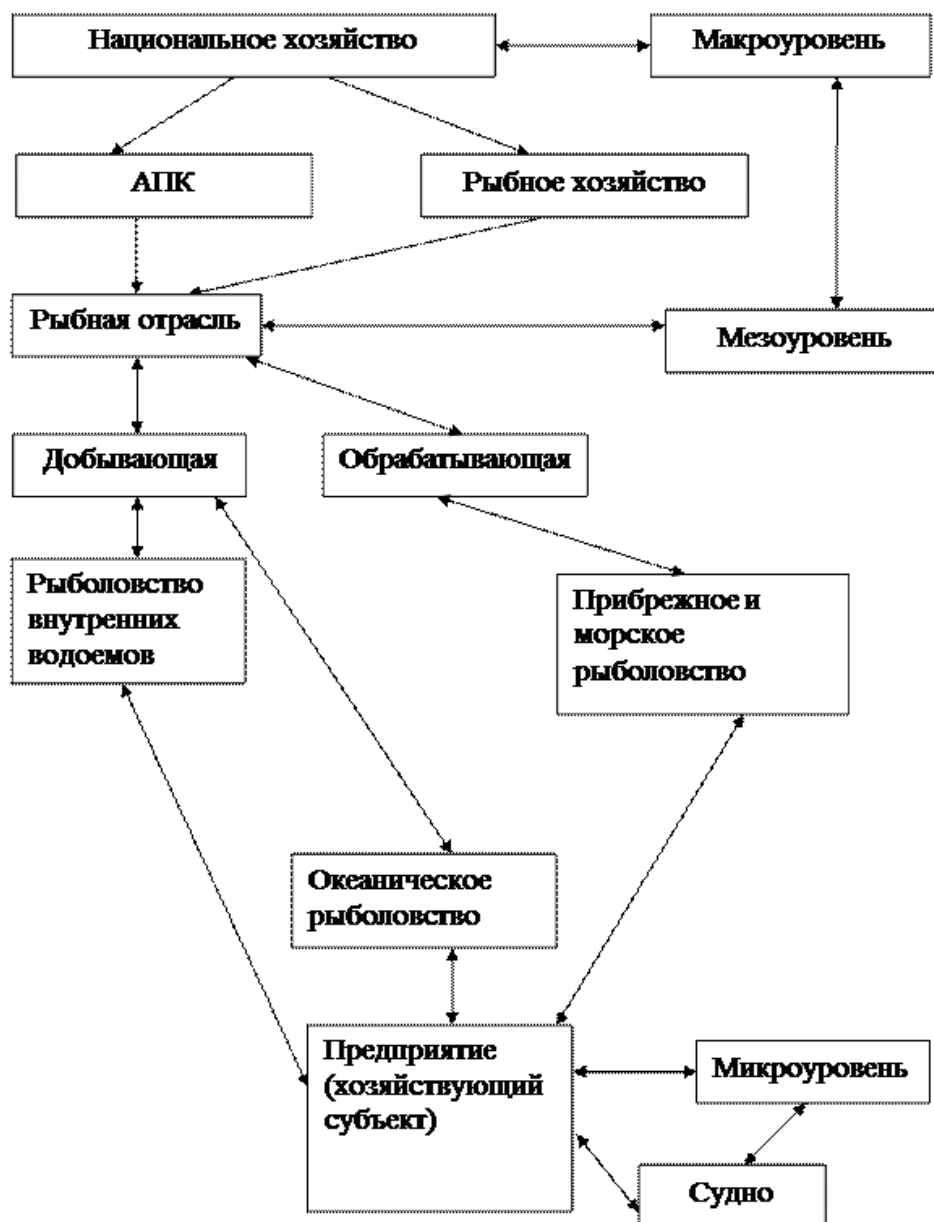 Национальное хозяйство
Макроуровень
АПК
Рыбное хозяйство
Рыбная отрасль
Мезоуровень
Добывающая
Обрабатывающая
Рыболовство
внутренних
водоемов
Прибрежное и
морское
рыболовство
Океаническое
рыболовство
Предприятие
(хозяйствующий
субъект)
Микроуровень
Судно